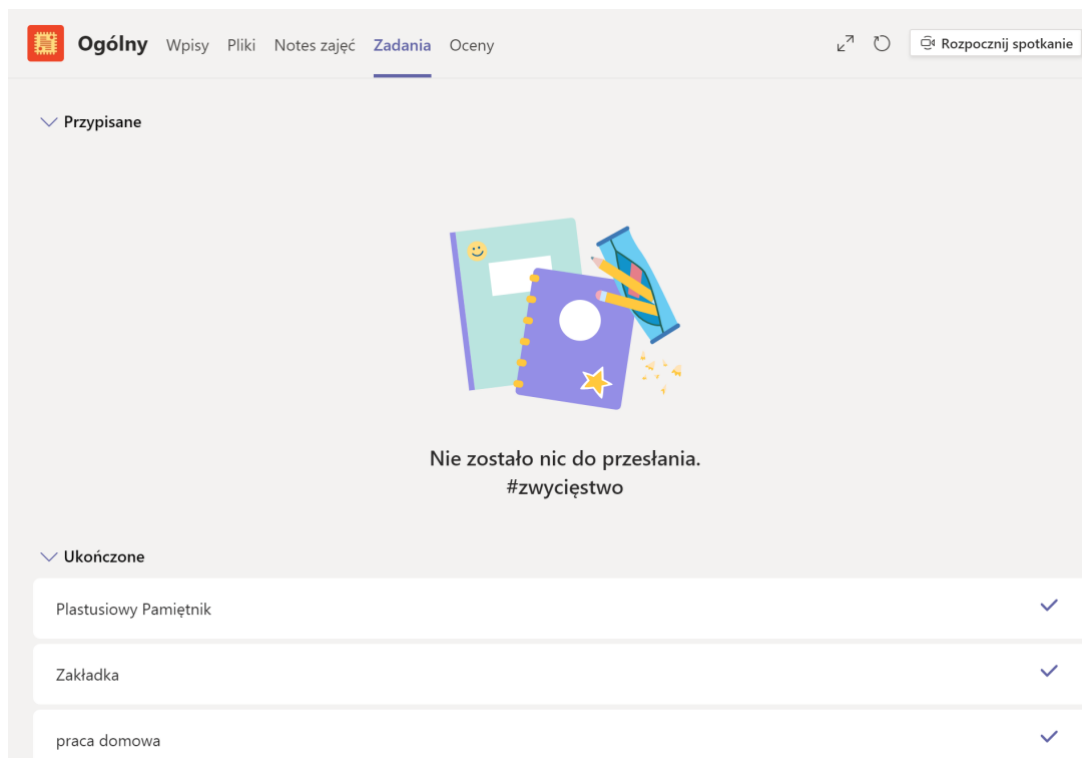 Ogólny Wpisy Pliki Notes zajęć Zadania Oceny Rozpocznij spotkanie
Przypisane
Nie zostało nic do przesłania.
#zwycięstwo
Ukończone
Plastusiowy Pamiętnik
Zakładka
praca domowa